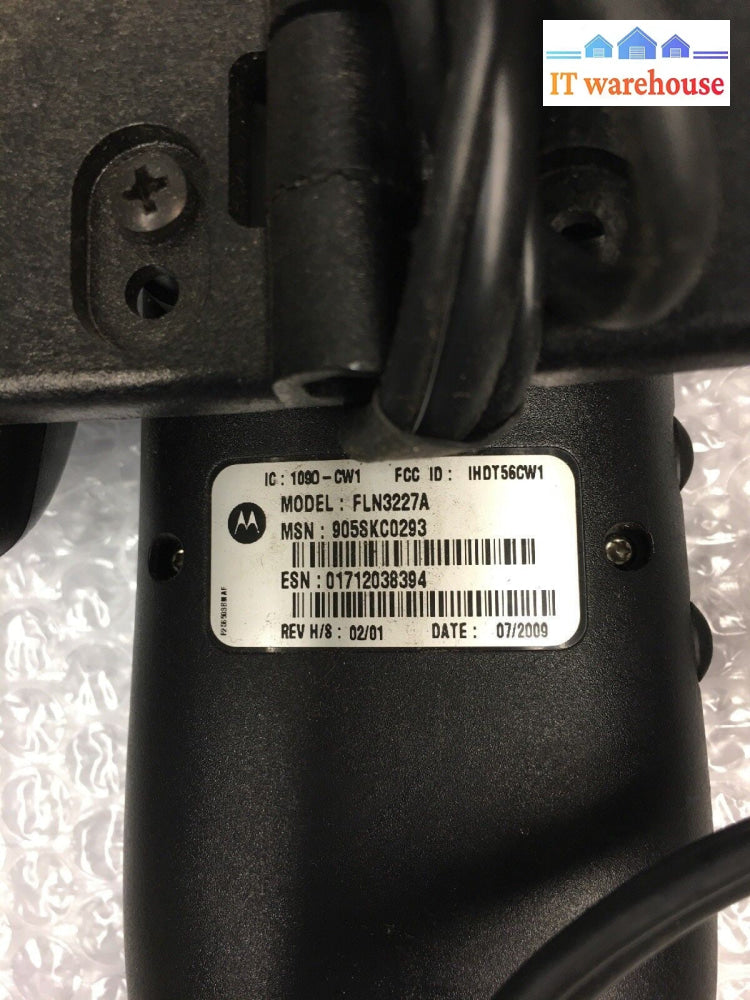 IT warehouse
IC : 1090-CW1 FCC ID : IHDT56CW1
MODEL : FLN3227A
MSN : 905SKC0293
ESN : 01712038394
REV H/S : 02/01 DATE : 07/2009